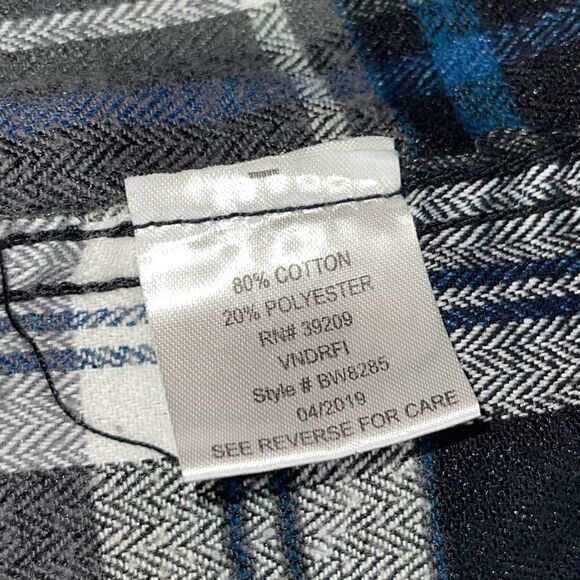 80% COTTON
20% POLYESTER
RN# 39209
VNDRFI
Style # BW8285
04/2019
SEE REVERSE FOR CARE